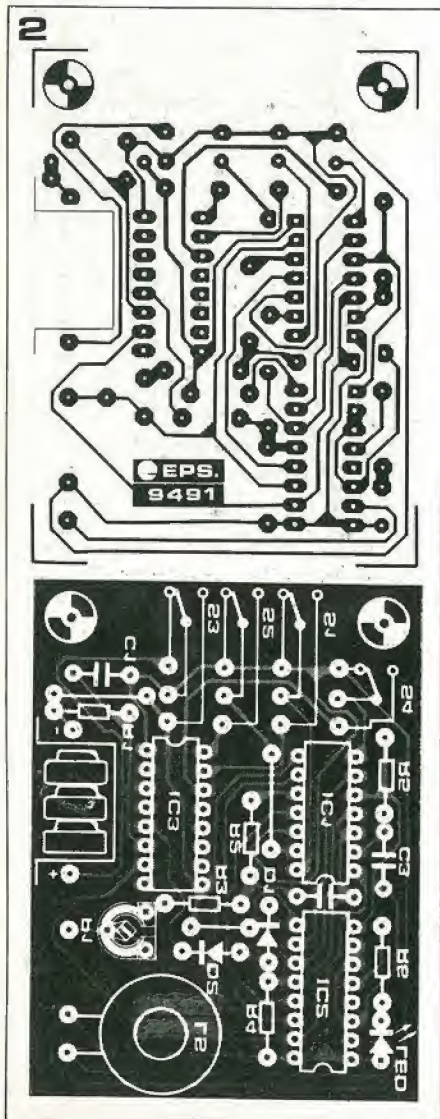 2
EPS.
9491
S3
S2
S1
S4
C1
R1
-
IC3
R2
IC1
R5
C3
+
R3
D1
P1
D2
R4
IC2
R6
LS
LED